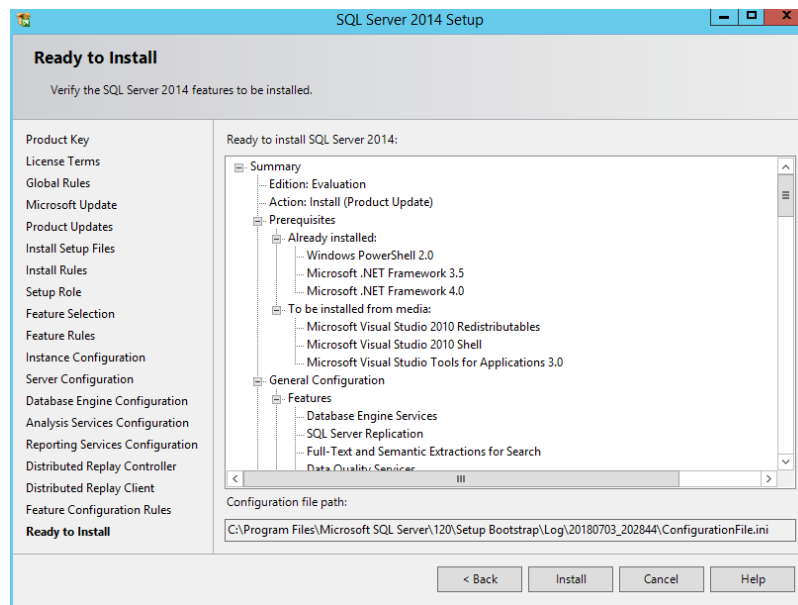 SQL Server 2014 Setup
Ready to Install
Verify the SQL Server 2014 features to be installed.
Product Key
License Terms
Global Rules
Microsoft Update
Product Updates
Install Setup Files
Install Rules
Setup Role
Feature Selection
Feature Rules
Instance Configuration
Server Configuration
Database Engine Configuration
Analysis Services Configuration
Reporting Services Configuration
Distributed Replay Controller
Distributed Replay Client
Feature Configuration Rules
Ready to Install
Ready to install SQL Server 2014:
Summary
Edition: Evaluation
Action: Install (Product Update)
Prerequisites
Already installed:
Windows PowerShell 2.0
Microsoft .NET Framework 3.5
Microsoft .NET Framework 4.0
To be installed from media:
Microsoft Visual Studio 2010 Redistributables
Microsoft Visual Studio 2010 Shell
Microsoft Visual Studio Tools for Applications 3.0
General Configuration
Features
Database Engine Services
SQL Server Replication
Full-Text and Semantic Extractions for Search
Data Quality Services
Configuration file path:
C:\Program Files\Microsoft SQL Server\120\Setup Bootstrap\Log\20180703_202844\ConfigurationFile.ini
< Back
Install
Cancel
Help